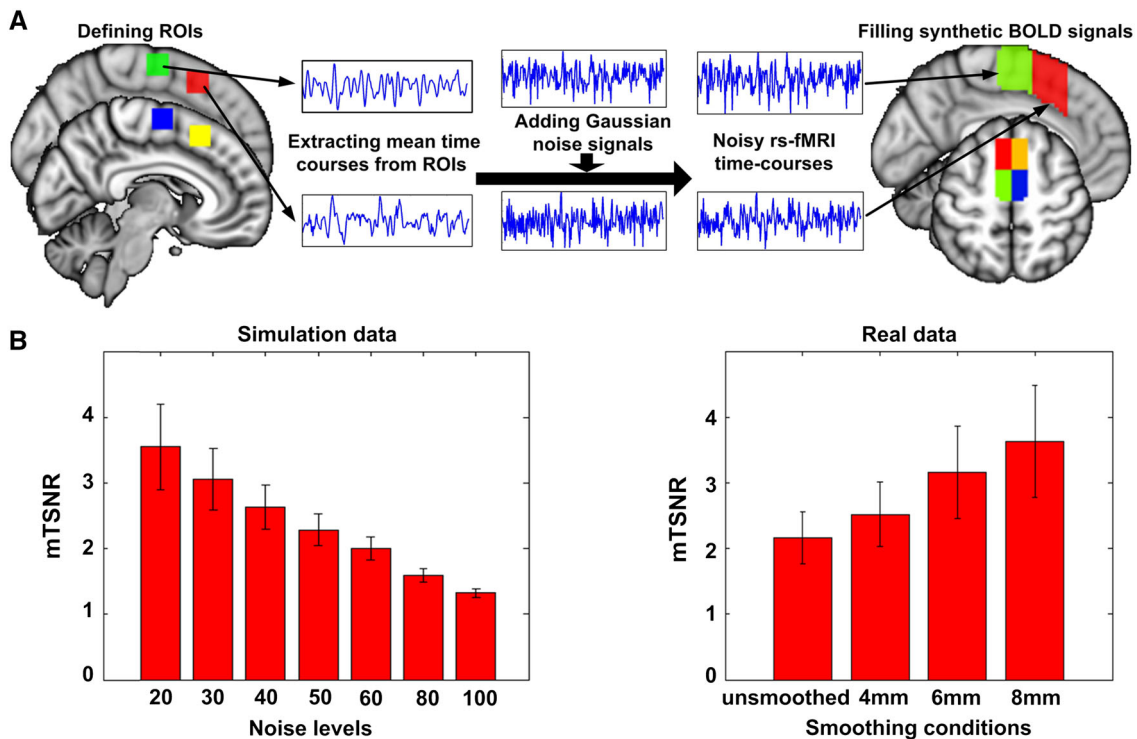 A
Defining ROIs
Filling synthetic BOLD signals
Extracting mean time
courses from ROIs
Adding Gaussian
noise signals
Noisy rs-fMRI
time-courses
B
Simulation data
mTSNR
4
3
2
1
0
20 30 40 50 60 80 100
Noise levels
Real data
mTSNR
4
3
2
1
0
unsmoothed 4mm 6mm 8mm
Smoothing conditions